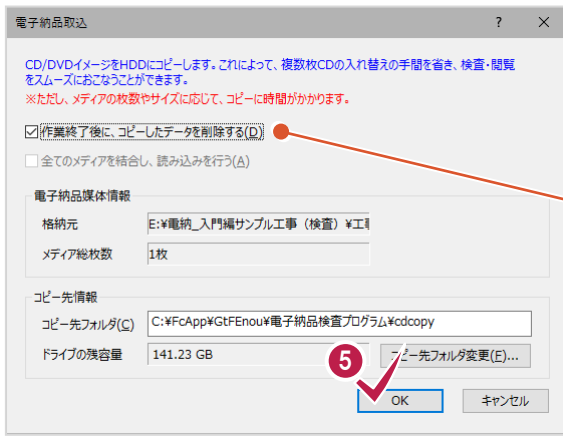 電子納品取込
CD/DVDイメージをHDDにコピーします。これによって、複数枚CDの入れ替えの手間を省き、検査・閲覧
をスムーズにおこなうことができます。
※ただし、メディアの枚数やサイズに応じて、コピーに時間がかかります。
作業終了後に、コピーしたデータを削除する(D)
全てのメディアを結合し、読み込みを行う(A)
電子納品媒体情報
格納元 E:¥電納_入門編サンプル工事（検査）¥工事
メディア総枚数 1枚
コピー先情報
コピー先フォルダ(C) C:¥FcApp¥GtFEnou¥電子納品検査プログラム¥cdcopy
ドライブの残容量 141.23 GB コピー先フォルダ変更(F)...
5
OK キャンセル